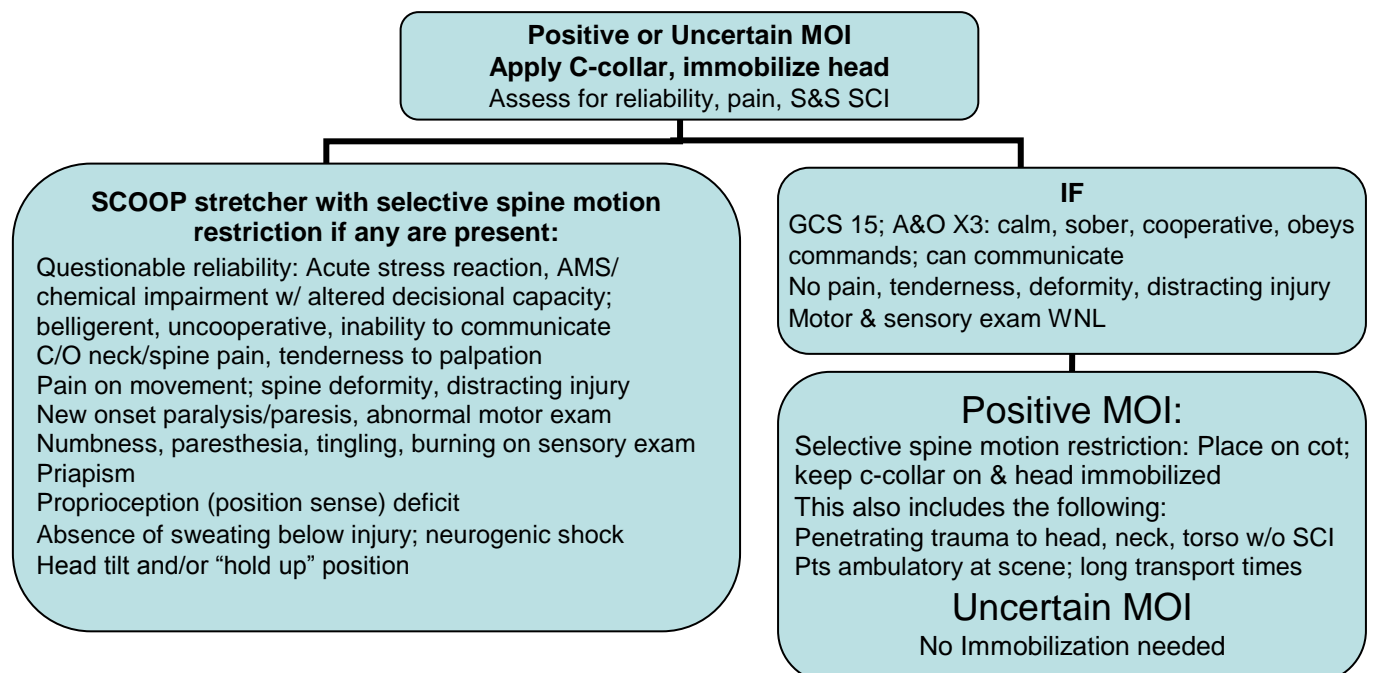 Positive or Uncertain MOI
Apply C-collar, immobilize head
Assess for reliability, pain, S&S SCI
SCOOP stretcher with selective spine motion
restriction if any are present:
Questionable reliability: Acute stress reaction, AMS/
chemical impairment w/ altered decisional capacity;
belligerent, uncooperative, inability to communicate
C/O neck/spine pain, tenderness to palpation
Pain on movement; spine deformity, distracting injury
New onset paralysis/paresis, abnormal motor exam
Numbness, paresthesia, tingling, burning on sensory exam
Priapism
Proprioception (position sense) deficit
Absence of sweating below injury; neurogenic shock
Head tilt and/or “hold up” position
IF
GCS 15; A&O X3: calm, sober, cooperative, obeys
commands; can communicate
No pain, tenderness, deformity, distracting injury
Motor & sensory exam WNL
Positive MOI:
Selective spine motion restriction: Place on cot;
keep c-collar on & head immobilized
This also includes the following:
Penetrating trauma to head, neck, torso w/o SCI
Pts ambulatory at scene; long transport times
Uncertain MOI
No Immobilization needed